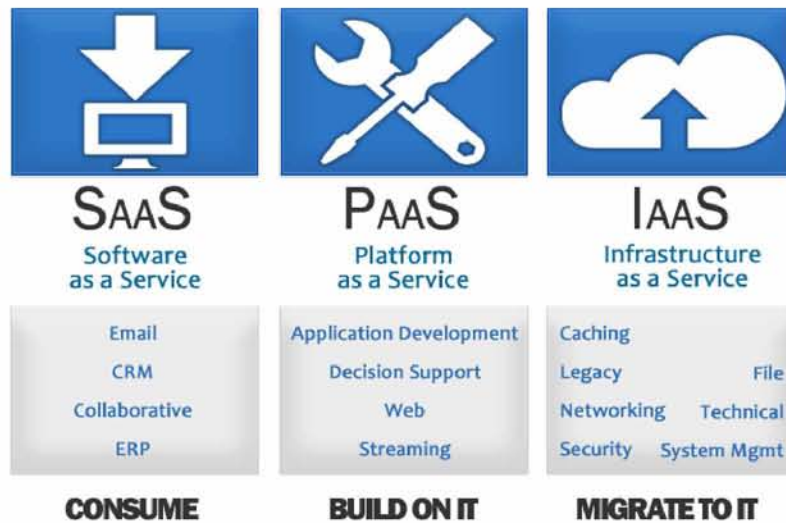 SAAS
Software
as a Service
Email
CRM
Collaborative
ERP
CONSUME
PAAS
Platform
as a Service
Application Development
Decision Support
Web
Streaming
BUILD ON IT
IAAS
Infrastructure
as a Service
Caching
Legacy File
Networking Technical
Security System Mgmt
MIGRATE TO IT